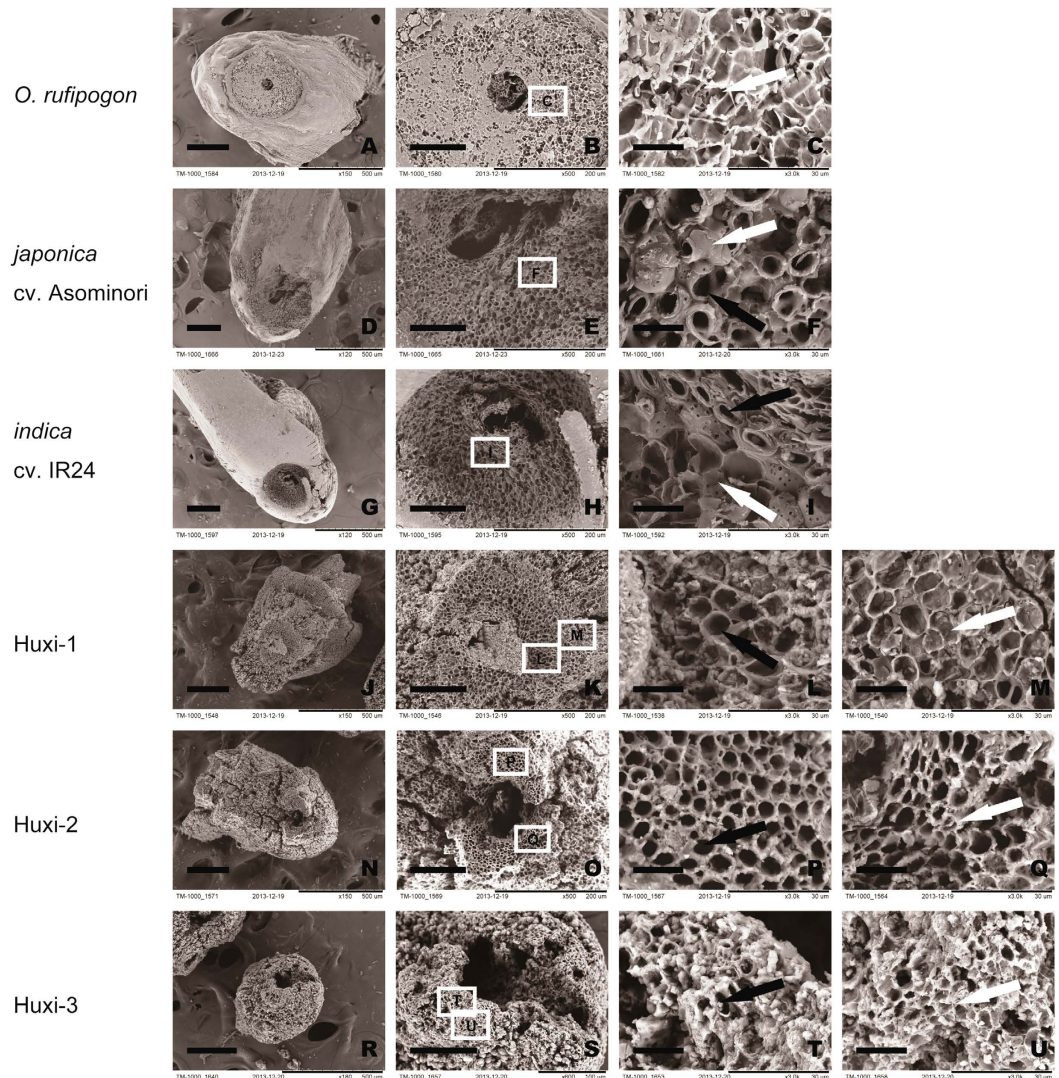 O. rufipogon
A
B
C
C
TM-1000_1584 2013-12-19 x150 500 um
TM-1000_1580 2013-12-19 x500 200 um
TM-1000_1582 2013-12-19 x3.0k 30 um
japonica
cv. Asominori
D
E
F
F
TM-1000_1666 2013-12-23 x120 500 um
TM-1000_1665 2013-12-23 x500 200 um
TM-1000_1661 2013-12-20 x3.0k 30 um
indica
cv. IR24
G
H
I
I
TM-1000_1597 2013-12-19 x120 500 um
TM-1000_1595 2013-12-19 x500 200 um
TM-1000_1592 2013-12-19 x3.0k 30 um
Huxi-1
J
K
L
M
L
M
TM-1000_1548 2013-12-19 x150 500 um
TM-1000_1546 2013-12-19 x500 200 um
TM-1000_1538 2013-12-19 x3.0k 30 um
TM-1000_1540 2013-12-19 x3.0k 30 um
Huxi-2
N
O
P
Q
P
Q
TM-1000_1571 2013-12-19 x150 500 um
TM-1000_1569 2013-12-19 x500 200 um
TM-1000_1567 2013-12-19 x3.0k 30 um
TM-1000_1564 2013-12-19 x3.0k 30 um
Huxi-3
R
S
T
U
T
U